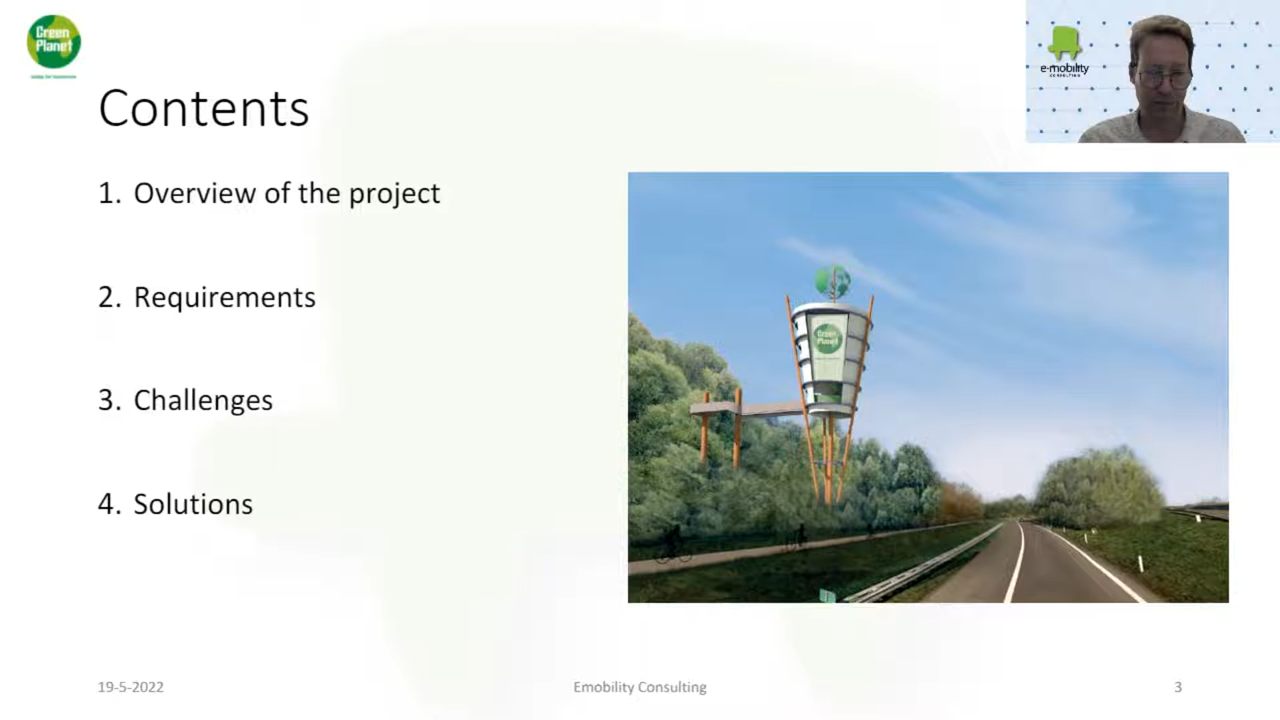 Green
Planet
e-mobility
CONSULTING
Contents
1. Overview of the project
2. Requirements
3. Challenges
4. Solutions
Green
Planet
19-5-2022
Emobility Consulting
3